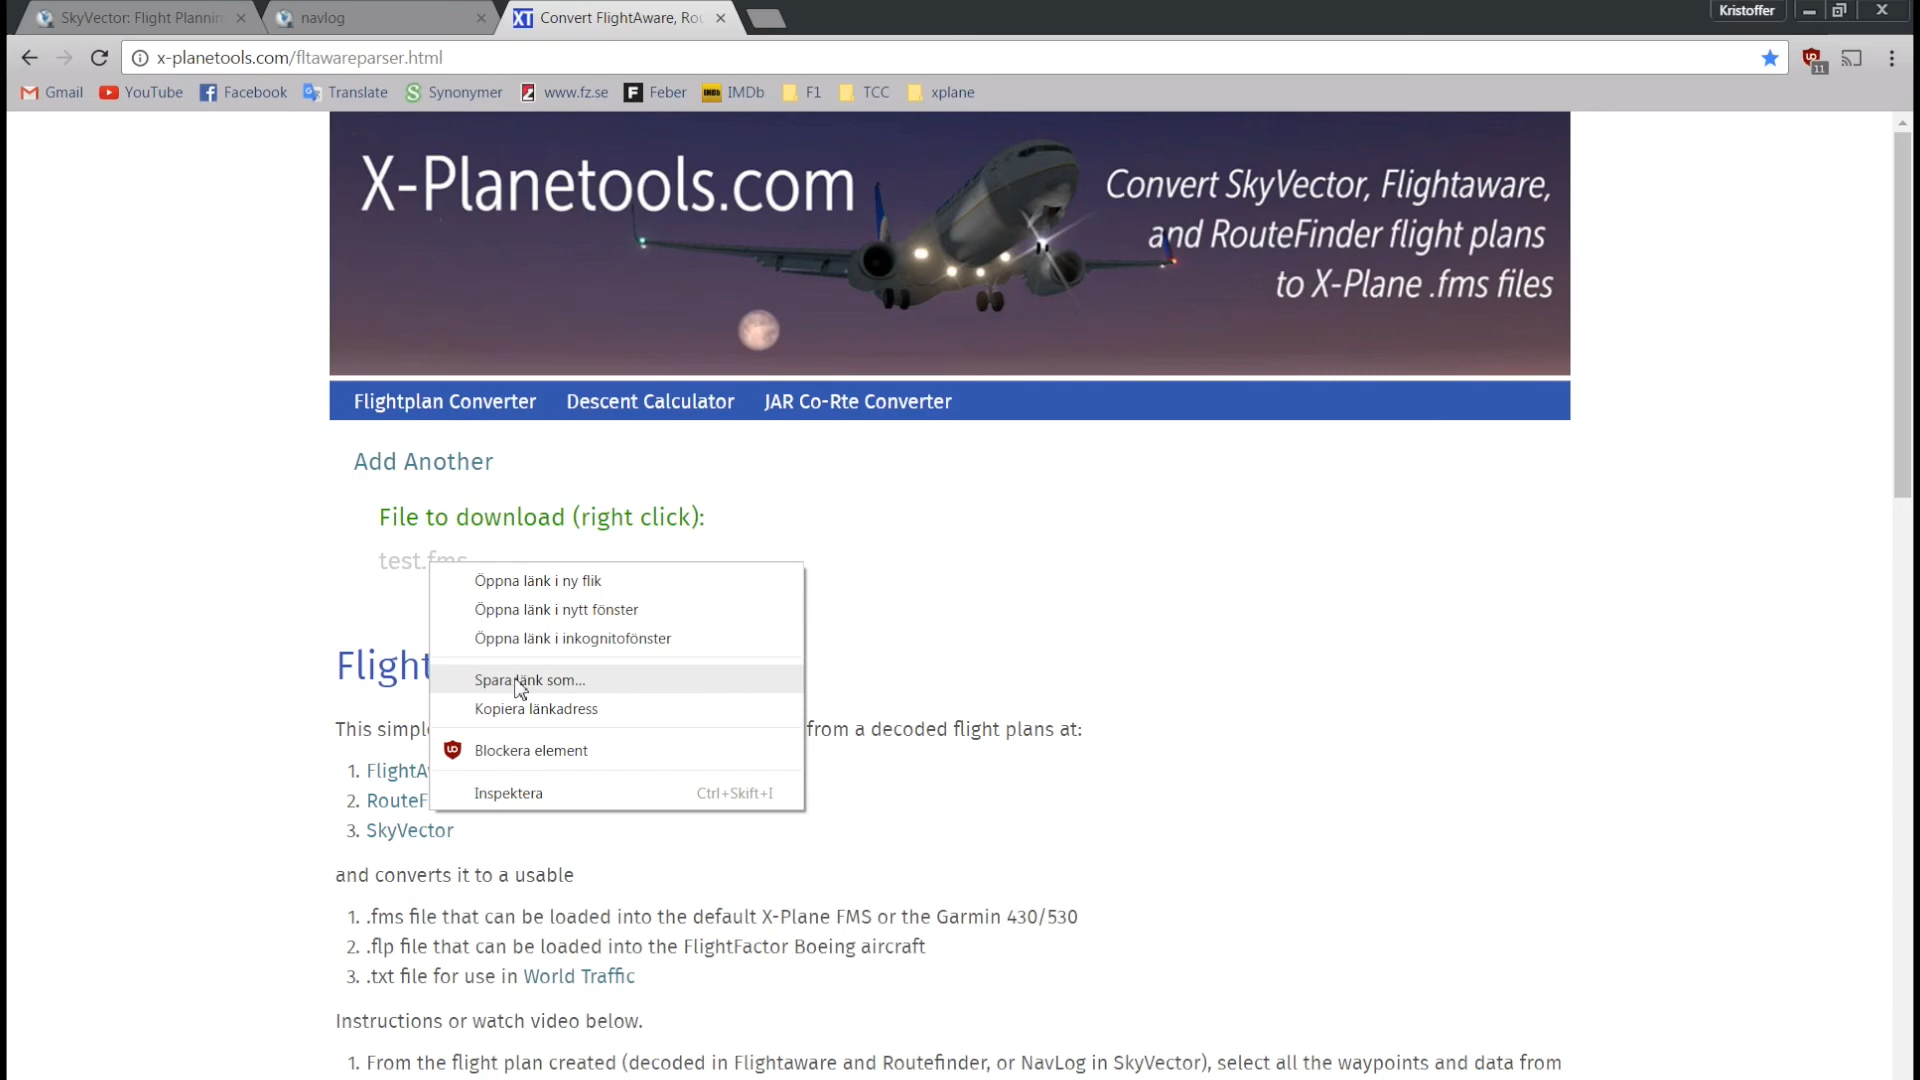 SkyVector: Flight Plannin
navlog
Convert FlightAware, Rou
Kristoffer
x-planetools.com/fltawareparser.html
11
Gmail YouTube Facebook Translate Synonymer www.fz.se Feber IMDb F1 TCC xplane
X-Planetools.com
Convert SkyVector, Flightaware,
and RouteFinder flight plans
to X-Plane .fms files
Flightplan Converter Descent Calculator JAR Co-Rte Converter
Add Another
File to download (right click):
test.fms
Öppna länk i ny flik
Öppna länk i nytt fönster
Öppna länk i inkognitofönster
Spara länk som...
Kopiera länkadress
Blockera element
Inspektera Ctrl+Skift+I
Flight
This simpl from a decoded flight plans at:
1. FlightA
2. RouteF
3. SkyVector
and converts it to a usable
1. .fms file that can be loaded into the default X-Plane FMS or the Garmin 430/530
2. .flp file that can be loaded into the FlightFactor Boeing aircraft
3. .txt file for use in World Traffic
Instructions or watch video below.
1. From the flight plan created (decoded in Flightaware and Routefinder, or NavLog in SkyVector), select all the waypoints and data from